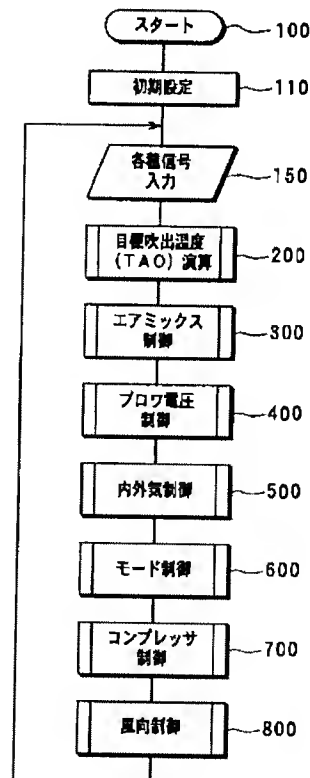 スタート
100
初期設定
110
各種信号
入力
150
目標吹出温度
(TAO)演算
200
エアミックス
制御
300
ブロワ電圧
制御
400
内外気制御
500
モード制御
600
コンプレッサ
制御
700
風向制御
800